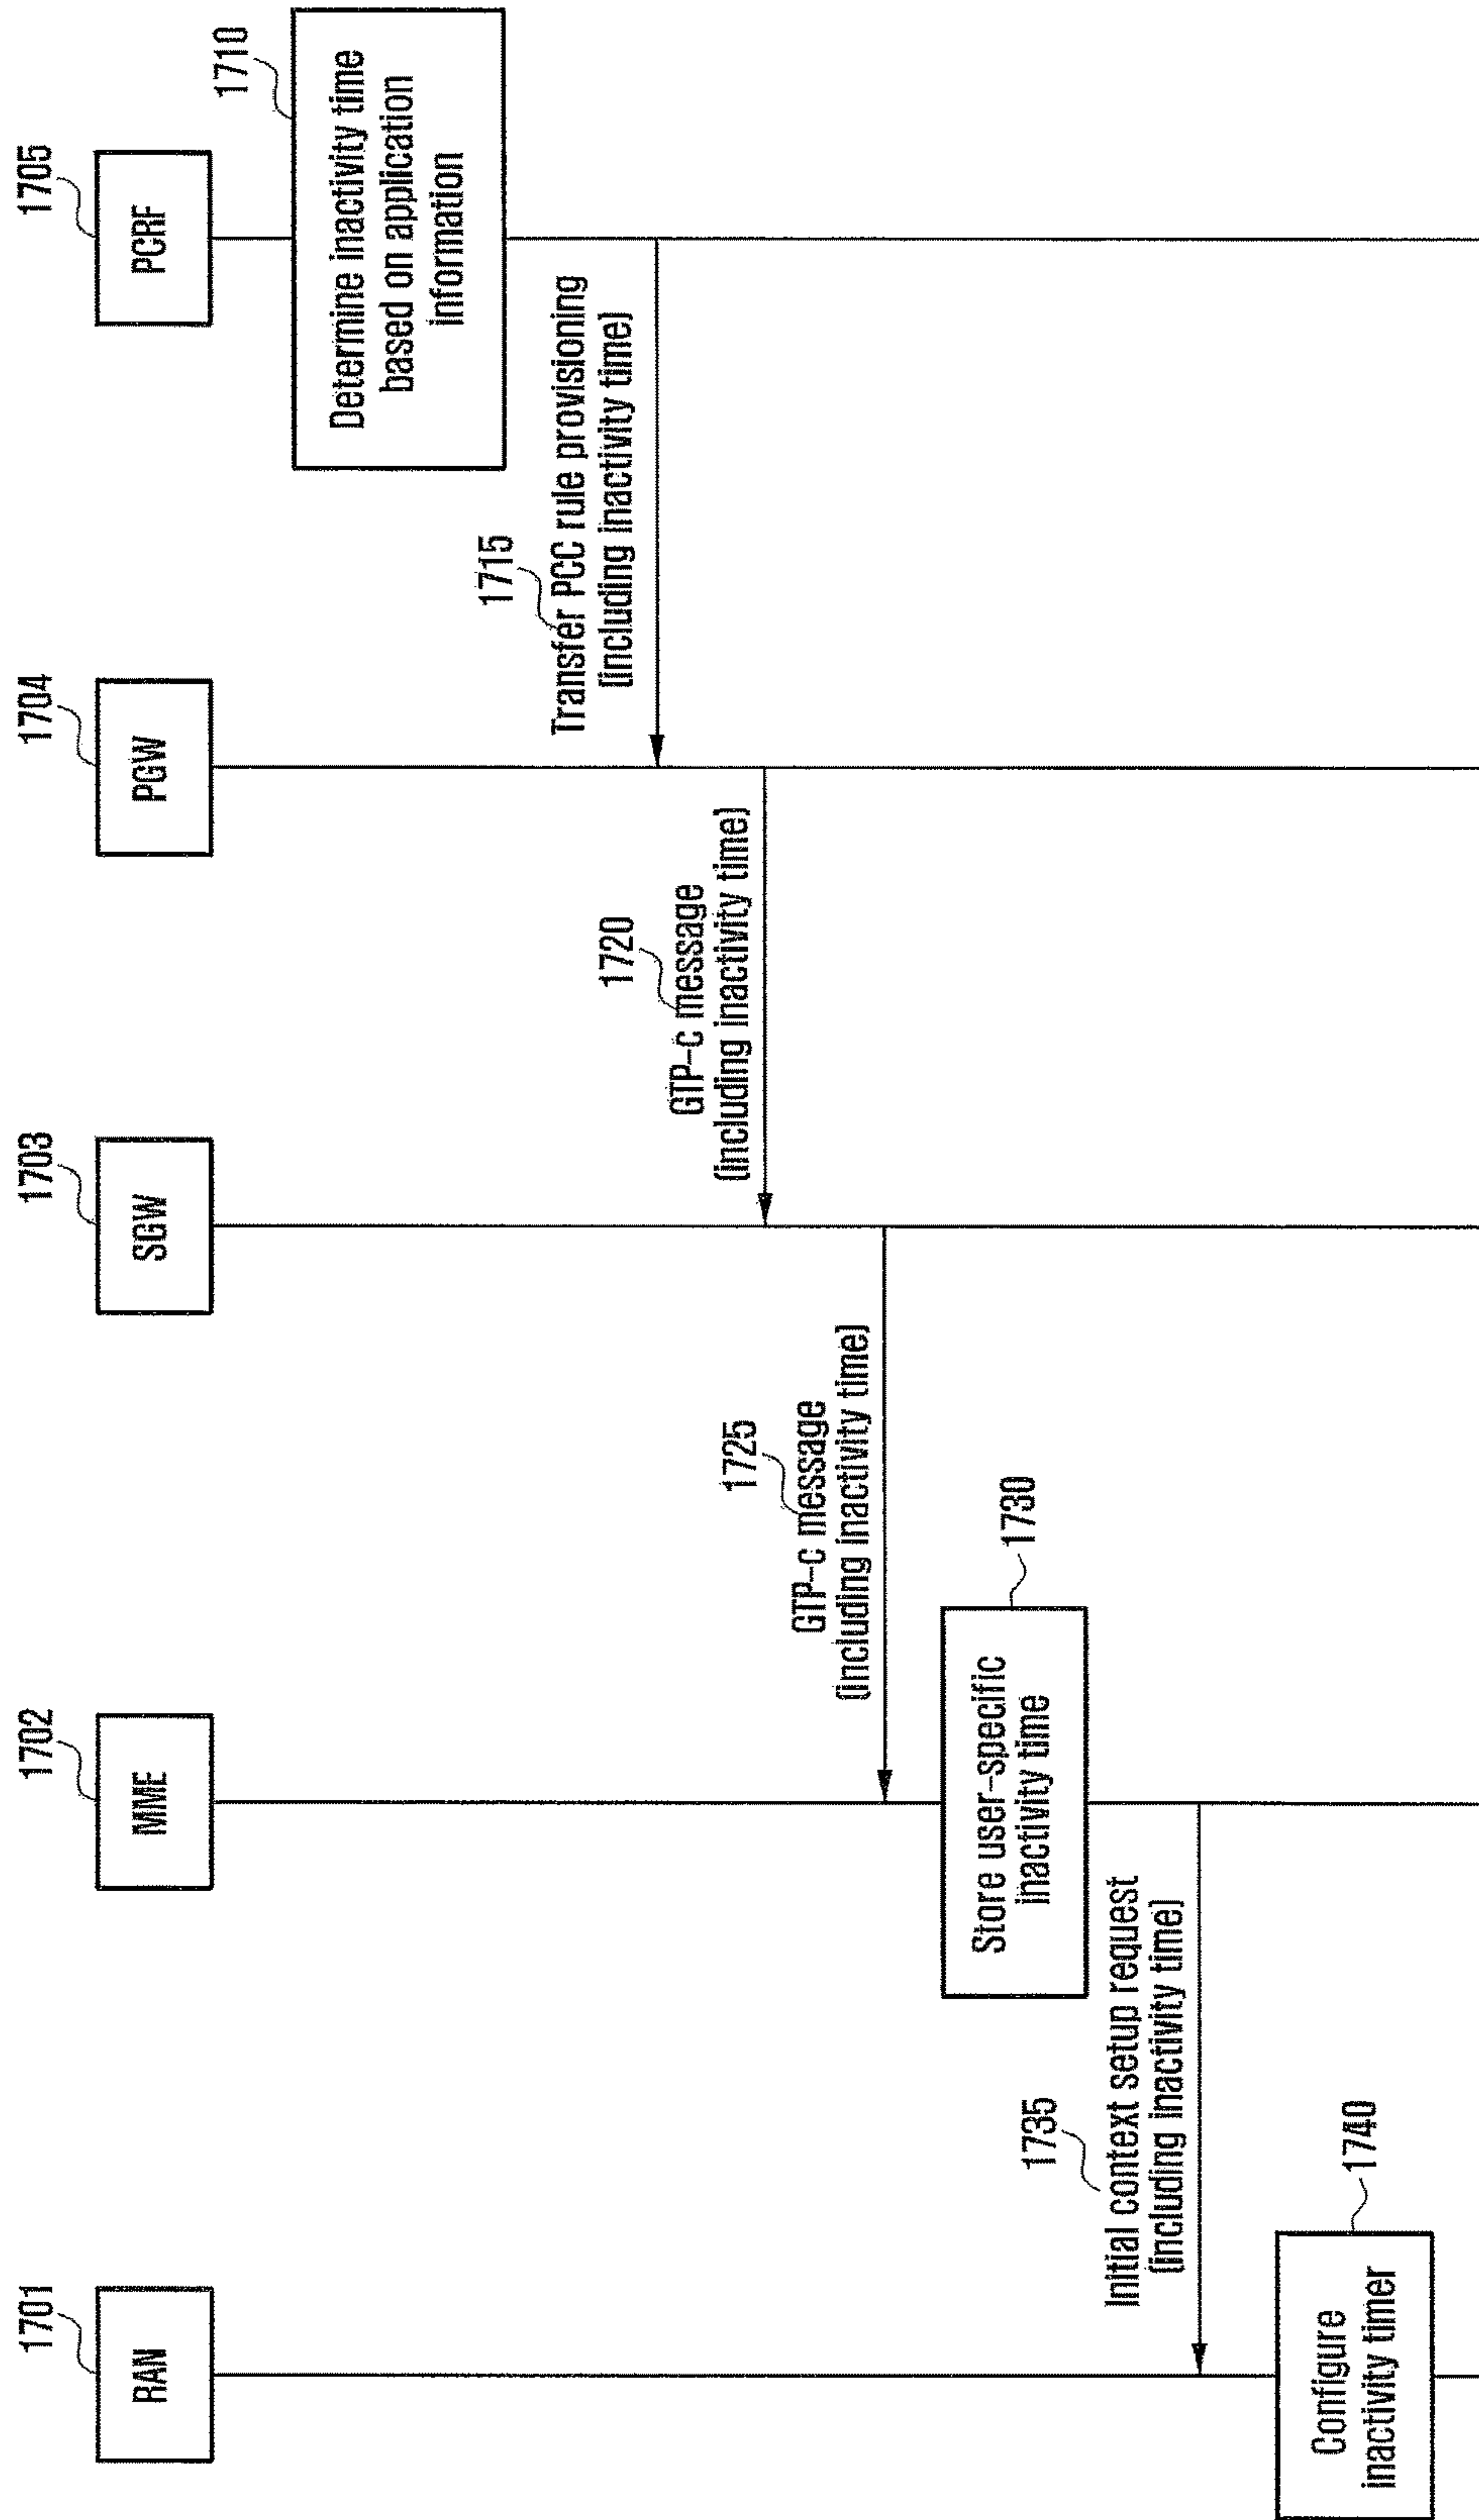 1701
RAN
1702
MME
1703
SGW
1704
PGW
1705
PCRF
1710
Determine inactivity time
based on application
information
1715
Transfer PCC rule provisioning
(including inactivity time)
1720
GTP-c message
(including inactivity time)
1725
GTP-c message
(including inactivity time)
Store user-specific
inactivity time
1730
1735
Initial context setup request
(including inactivity time)
Configure
inactivity timer
1740